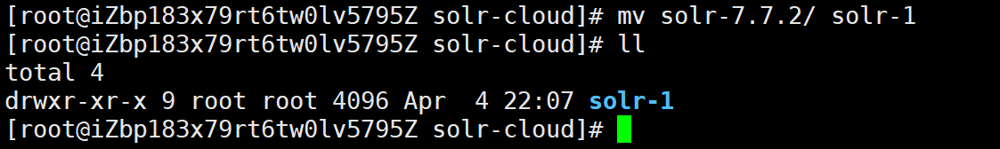 [root@iZbp183x79rt6tw0lv5795Z solr-cloud]# mv solr-7.7.2/ solr-1
[root@iZbp183x79rt6tw0lv5795Z solr-cloud]# ll
total 4
drwxr-xr-x 9 root root 4096 Apr  4 22:07 solr-1
[root@iZbp183x79rt6tw0lv5795Z solr-cloud]#